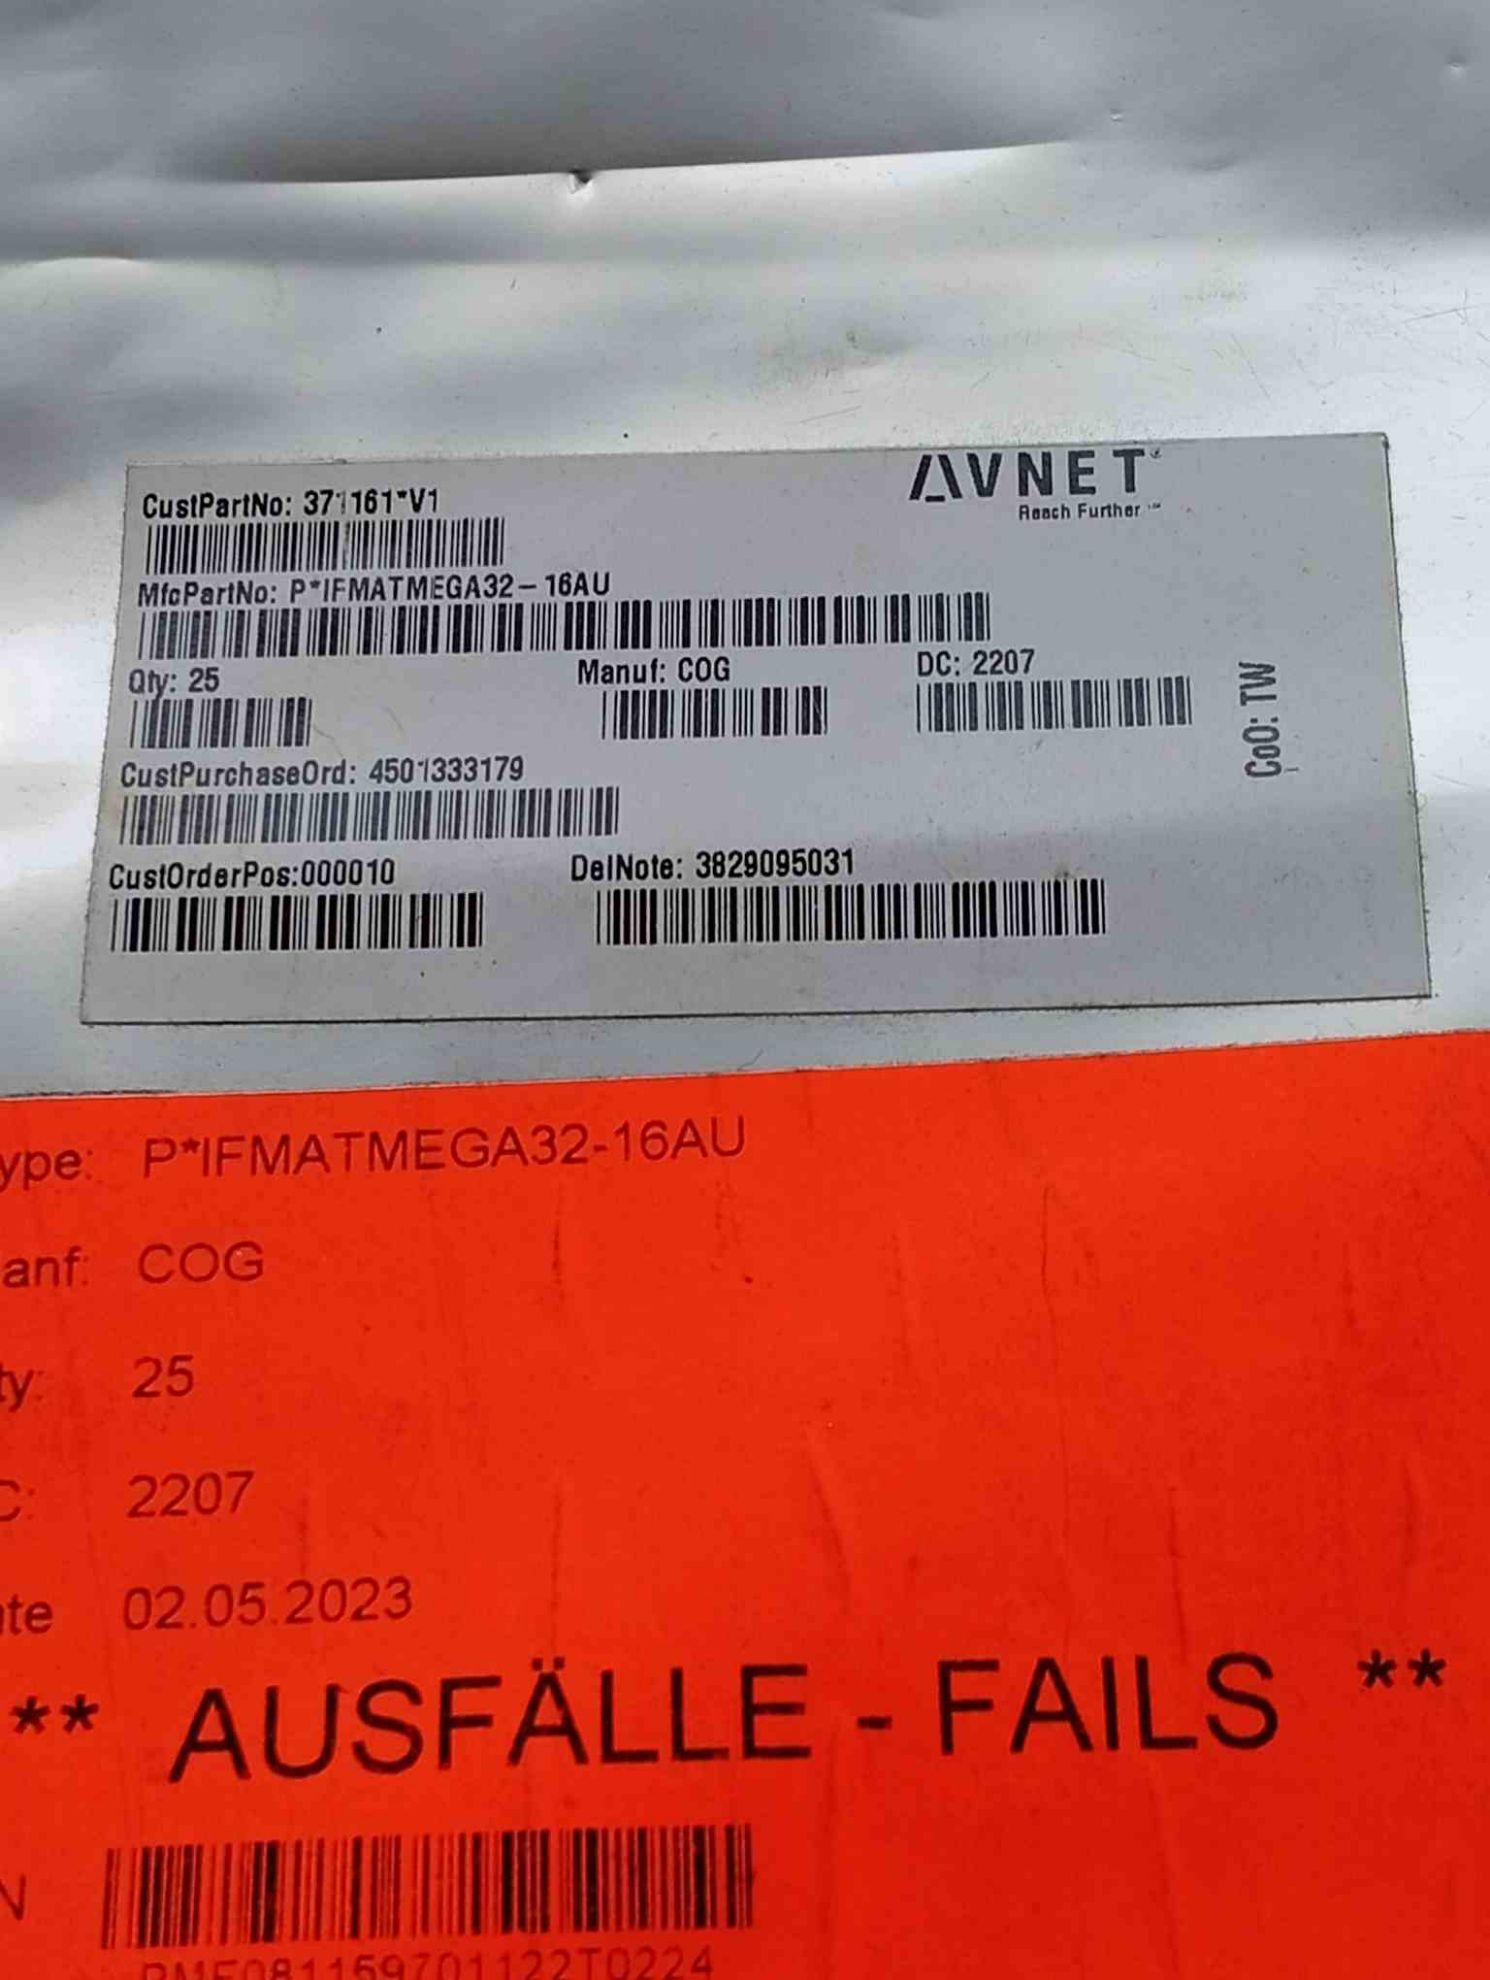 AVNET
Reach Further™
CustPartNo: 371161*V1
MfcPartNo: P*IFMATMEGA32-16AU
Qty: 25 Manuf: COG DC: 2207
CoO: TW
CustPurchaseOrd: 4501333179
CustOrderPos:000010 DelNote: 3829095031
ype: P*IFMATMEGA32-16AU
anf: COG
ty: 25
C: 2207
te 02.05.2023
** AUSFÄLLE - FAILS **
N